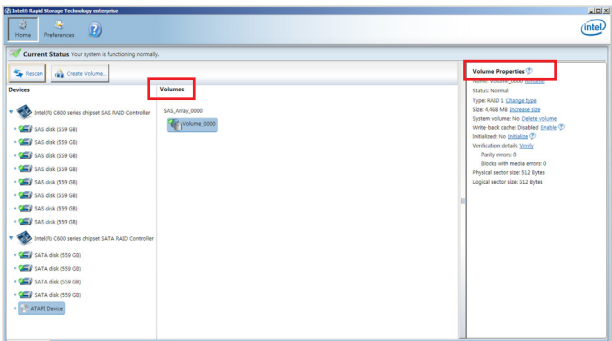 Intel® Rapid Storage Technology enterprise
Home
Preferences
?
intel
Current Status Your system is functioning normally.
Rescan
Create Volume...
Devices
Intel(R) C600 series chipset SAS RAID Controller
SAS disk (559 GB)
SAS disk (559 GB)
SAS disk (559 GB)
SAS disk (559 GB)
SAS disk (559 GB)
SAS disk (559 GB)
SAS disk (559 GB)
SAS disk (559 GB)
Intel(R) C600 series chipset SATA RAID Controller
SATA disk (559 GB)
SATA disk (559 GB)
SATA disk (559 GB)
SATA disk (559 GB)
ATAPI Device
Volumes
SAS_Array_0000
Volume_0000
Volume Properties ?
Name: Volume_0000 Rename
Status: Normal
Type: RAID 1 Change type
Size: 4,468 MB Increase size
System volume: No Delete volume
Write-back cache: Disabled Enable ?
Initialized: No Initialize ?
Verification details Verify
Parity errors: 0
Blocks with media errors: 0
Physical sector size: 512 Bytes
Logical sector size: 512 Bytes